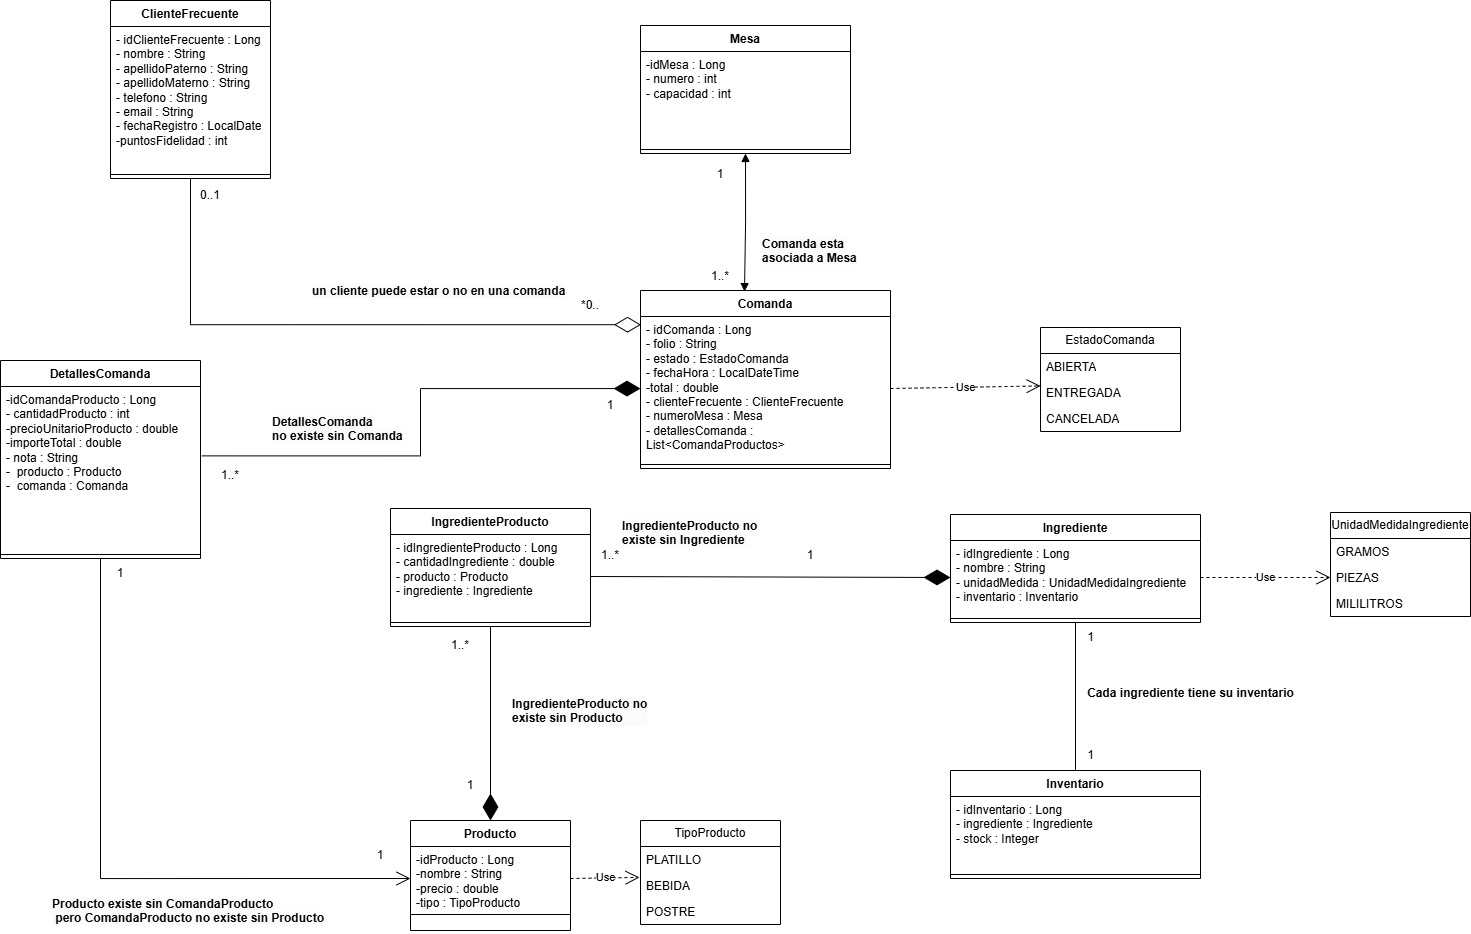 ClienteFrecuente
- idClienteFrecuente : Long
- nombre : String
- apellidoPaterno : String
- apellidoMaterno : String
- telefono : String
- email : String
- fechaRegistro : LocalDate
-puntosFidelidad : int
0..1
Mesa
-idMesa : Long
- numero : int
- capacidad : int
1
Comanda esta
asociada a Mesa
1..*
un cliente puede estar o no en una comanda
*0..
Comanda
- idComanda : Long
- folio : String
- estado : EstadoComanda
- fechaHora : LocalDateTime
-total : double
- clienteFrecuente : ClienteFrecuente
- numeroMesa : Mesa
- detallesComanda :
List<ComandaProductos>
Use
EstadoComanda
ABIERTA
ENTREGADA
CANCELADA
DetallesComanda
-idComandaProducto : Long
- cantidadProducto : int
-precioUnitarioProducto : double
-importeTotal : double
- nota : String
-  producto : Producto
-  comanda : Comanda
1
DetallesComanda
no existe sin Comanda
1..*
1
IngredienteProducto
- idIngredienteProducto : Long
- cantidadIngrediente : double
- producto : Producto
- ingrediente : Ingrediente
IngredienteProducto no
existe sin Ingrediente
1..*
1
Ingrediente
- idIngrediente : Long
- nombre : String
- unidadMedida : UnidadMedidaIngrediente
- inventario : Inventario
Use
UnidadMedidaIngrediente
GRAMOS
PIEZAS
MILILITROS
1..*
IngredienteProducto no
existe sin Producto
1
1
Cada ingrediente tiene su inventario
1
Inventario
- idInventario : Long
- ingrediente : Ingrediente
- stock : Integer
Producto
-idProducto : Long
-nombre : String
-precio : double
-tipo : TipoProducto
Use
TipoProducto
PLATILLO
BEBIDA
POSTRE
1
Producto existe sin ComandaProducto
pero ComandaProducto no existe sin Producto